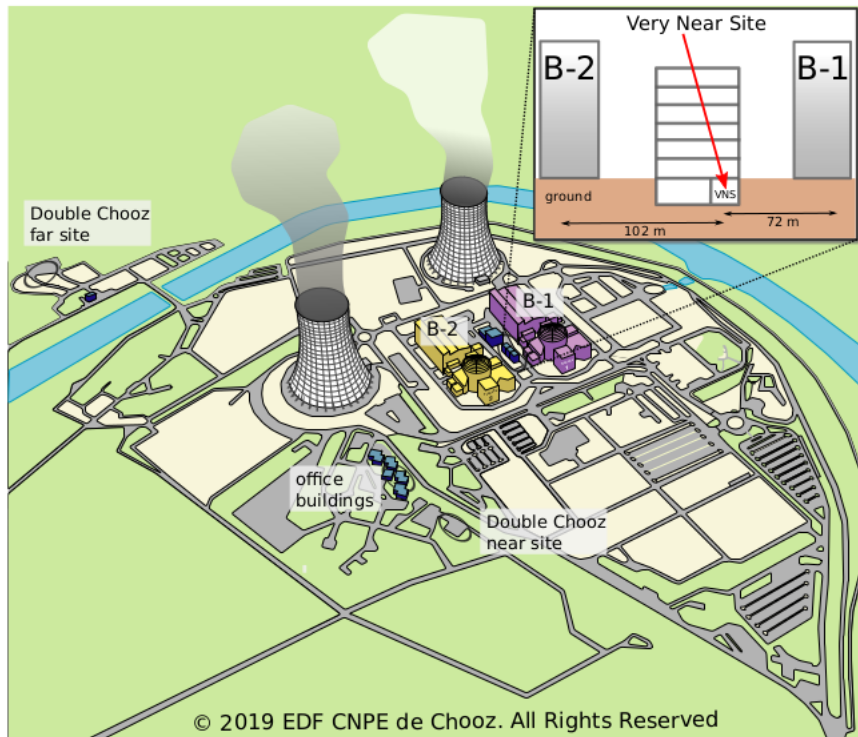 Very Near Site
B-2
B-1
ground
VNS
102 m
72 m
Double Chooz
far site
B-1
B-2
office
buildings
Double Chooz
near site
© 2019 EDF CNPE de Chooz. All Rights Reserved